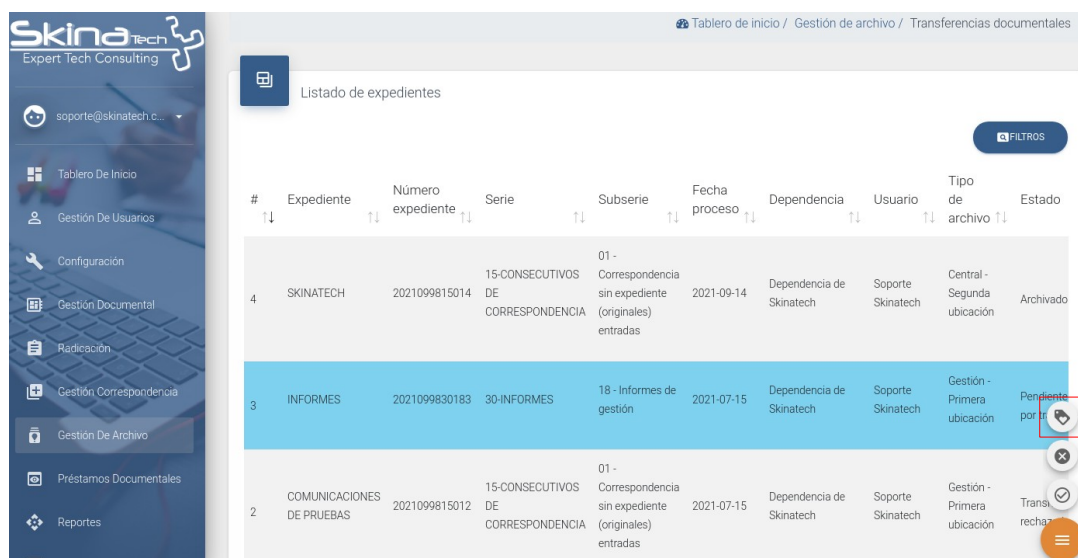 Skina Tech
Expert Tech Consulting
soporte@skinatech.c...
Tablero De Inicio
Gestión De Usuarios
Configuración
Gestión Documental
Radicación
Gestión Correspondencia
Gestión De Archivo
Préstamos Documentales
Reportes
Tablero de inicio / Gestión de archivo / Transferencias documentales
Listado de expedientes
FILTROS
# Expediente Número expediente Serie Subserie Fecha proceso Dependencia Usuario Tipo de archivo Estado
4 SKINATECH 2021099815014 15-CONSECUTIVOS DE CORRESPONDENCIA 01 - Correspondencia sin expediente (originales) entradas 2021-09-14 Dependencia de Skinatech Soporte Skinatech Central - Segunda ubicación Archivado
3 INFORMES 2021099830183 30-INFORMES 18 - Informes de gestión 2021-07-15 Dependencia de Skinatech Soporte Skinatech Gestión - Primera ubicación Pendiente por
2 COMUNICACIONES DE PRUEBAS 2021099815012 15-CONSECUTIVOS DE CORRESPONDENCIA 01 - Correspondencia sin expediente (originales) entradas 2021-07-15 Dependencia de Skinatech Soporte Skinatech Gestión - Primera ubicación